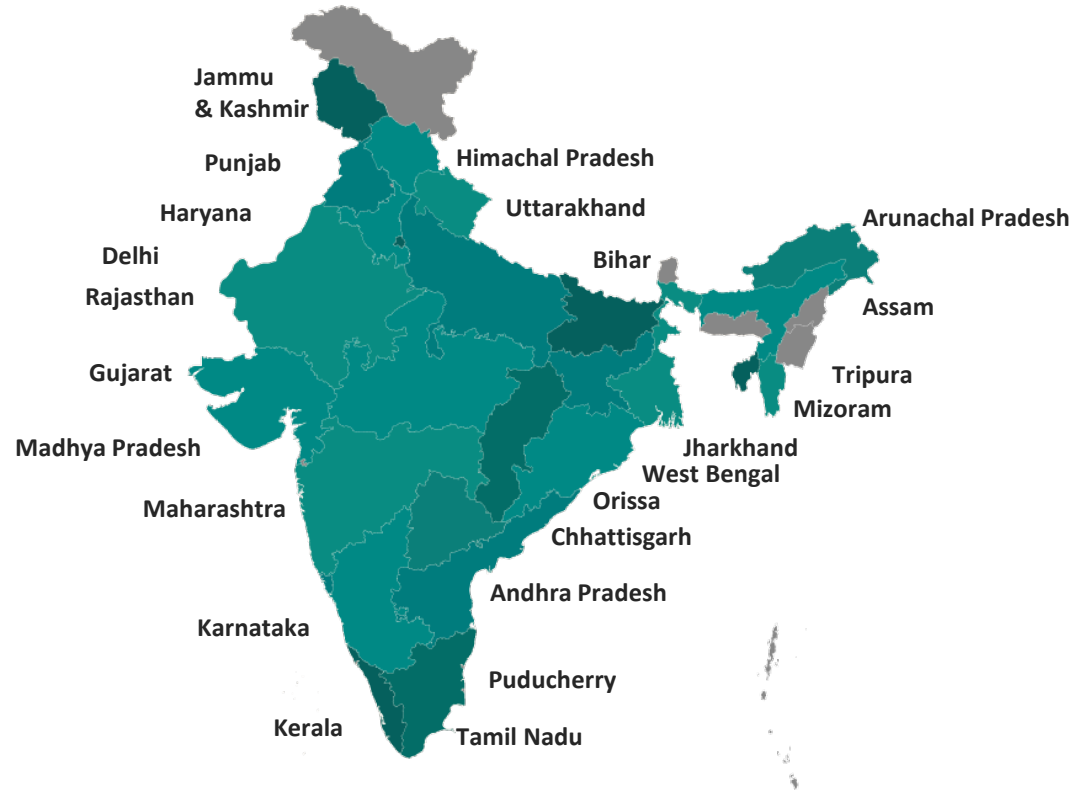 Jammu
& Kashmir
Punjab
Himachal Pradesh
Haryana
Uttarakhand
Arunachal Pradesh
Delhi
Bihar
Rajasthan
Assam
Gujarat
Tripura
Mizoram
Madhya Pradesh
Jharkhand
West Bengal
Maharashtra
Orissa
Chhattisgarh
Andhra Pradesh
Karnataka
Puducherry
Kerala
Tamil Nadu